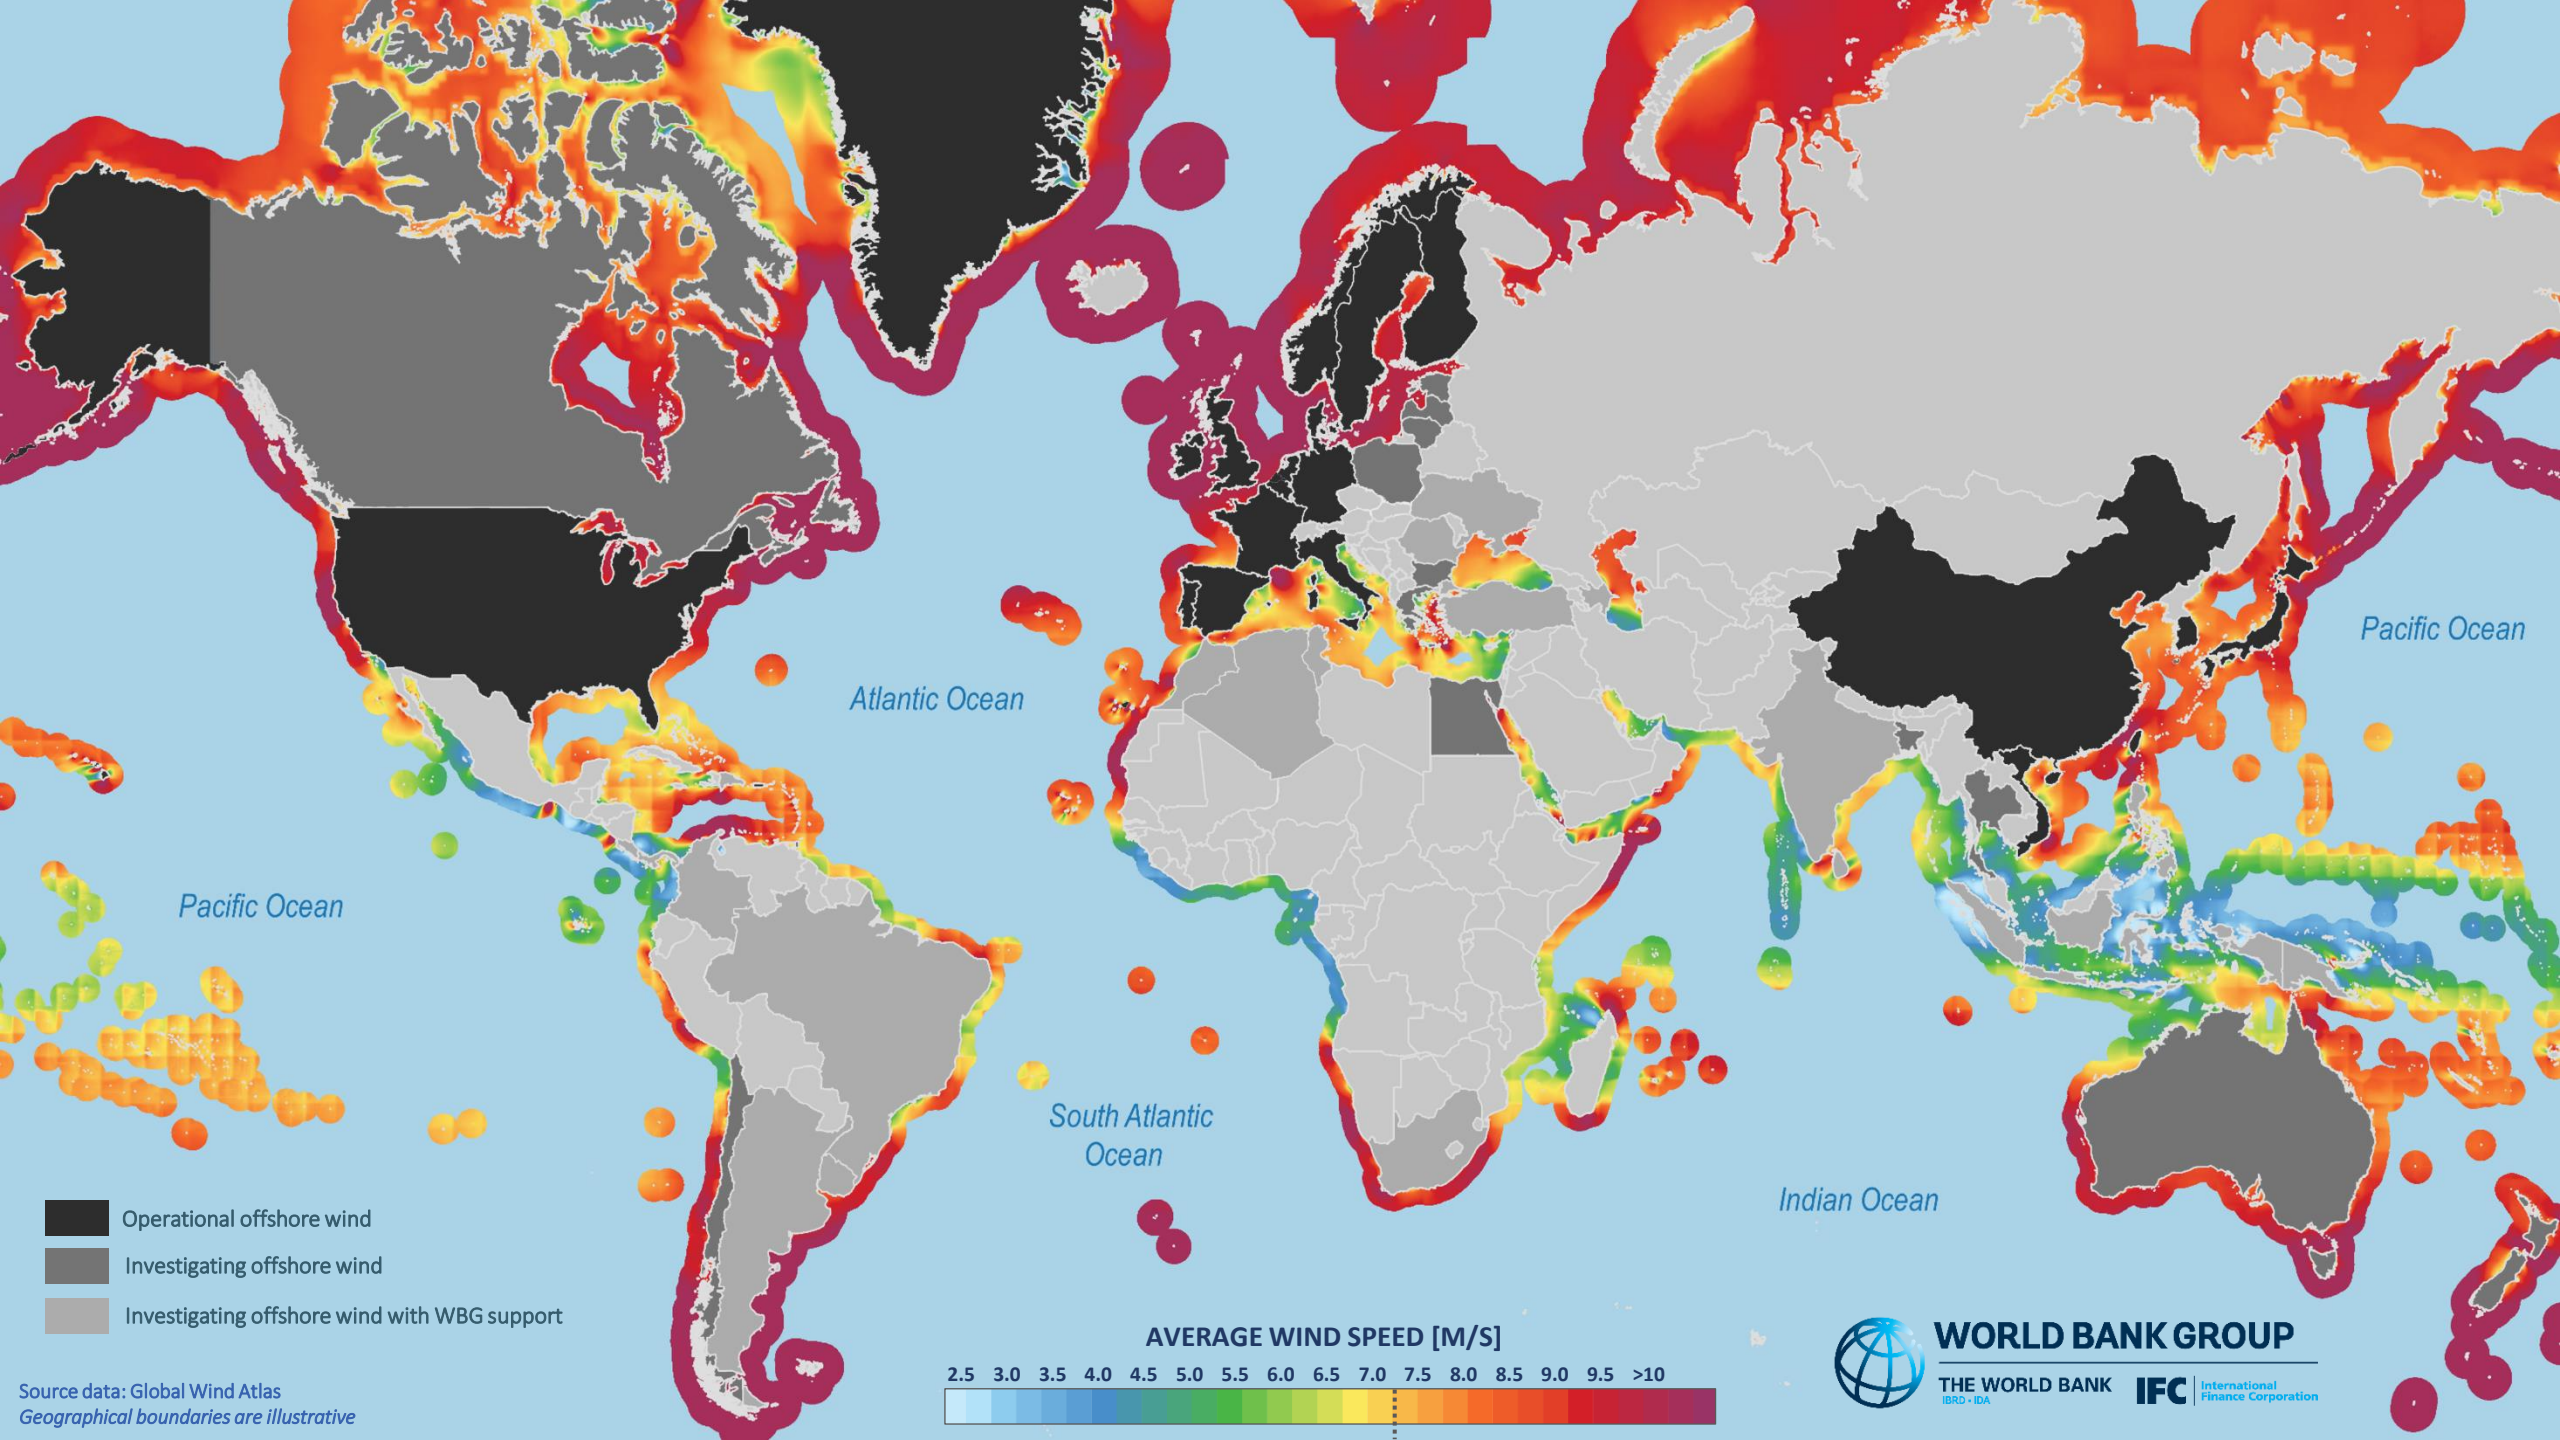 Pacific Ocean
Atlantic Ocean
Pacific Ocean
South Atlantic
Ocean
Indian Ocean
Operational offshore wind
Investigating offshore wind
Investigating offshore wind with WBG support
Source data: Global Wind Atlas
Geographical boundaries are illustrative
AVERAGE WIND SPEED [M/S]
2.5 3.0 3.5 4.0 4.5 5.0 5.5 6.0 6.5 7.0 7.5 8.0 8.5 9.0 9.5 >10
WORLD BANK GROUP
THE WORLD BANK
IBRD • IDA
IFC
International
Finance Corporation